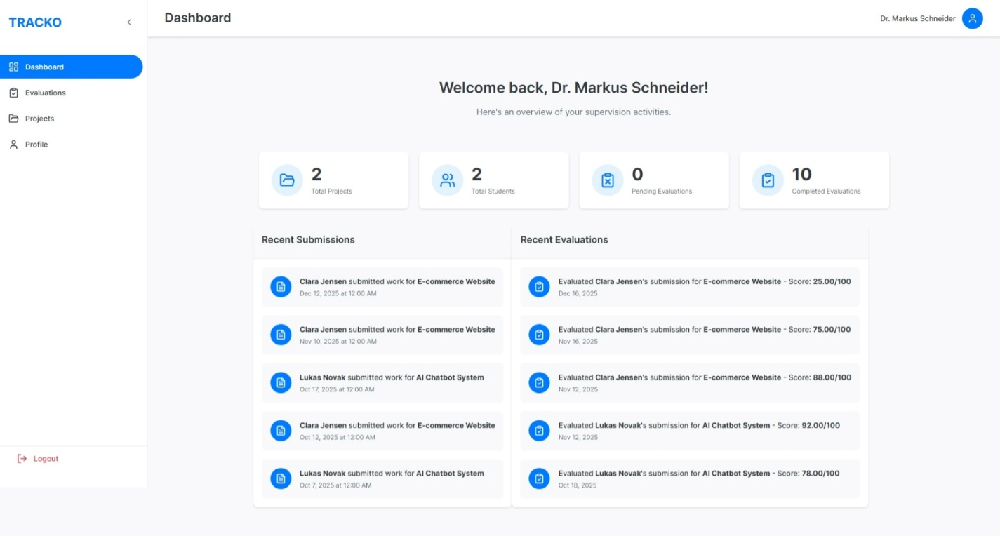 TRACKO
Dashboard
Dr. Markus Schneider
Dashboard
Evaluations
Projects
Profile
Logout
Welcome back, Dr. Markus Schneider!
Here's an overview of your supervision activities.
2
Total Projects
2
Total Students
0
Pending Evaluations
10
Completed Evaluations
Recent Submissions
Clara Jensen submitted work for E-commerce Website
Dec 12, 2025 at 12:00 AM
Clara Jensen submitted work for E-commerce Website
Nov 10, 2025 at 12:00 AM
Lukas Novak submitted work for AI Chatbot System
Oct 17, 2025 at 12:00 AM
Clara Jensen submitted work for E-commerce Website
Oct 12, 2025 at 12:00 AM
Lukas Novak submitted work for AI Chatbot System
Oct 7, 2025 at 12:00 AM
Recent Evaluations
Evaluated Clara Jensen's submission for E-commerce Website - Score: 25.00/100
Dec 16, 2025
Evaluated Clara Jensen's submission for E-commerce Website - Score: 75.00/100
Nov 16, 2025
Evaluated Clara Jensen's submission for E-commerce Website - Score: 88.00/100
Nov 12, 2025
Evaluated Lukas Novak's submission for AI Chatbot System - Score: 92.00/100
Nov 12, 2025
Evaluated Lukas Novak's submission for AI Chatbot System - Score: 78.00/100
Oct 18, 2025